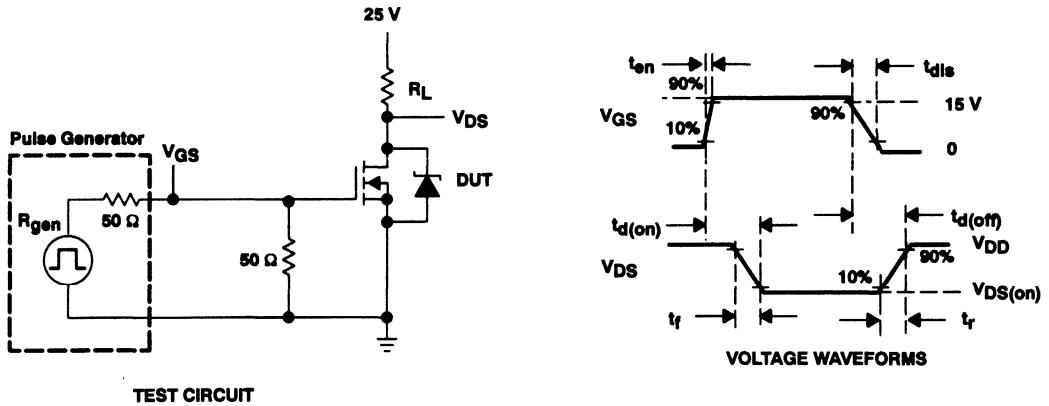 25 V
RL
VDS
Pulse Generator
VGS
DUT
Rgen
50 Ω
50 Ω
TEST CIRCUIT
ten
tdis
90%
VGS
90%
15 V
10%
0
td(on)
td(off)
VDD
VDS
10%
90%
VDS(on)
tf
tr
VOLTAGE WAVEFORMS